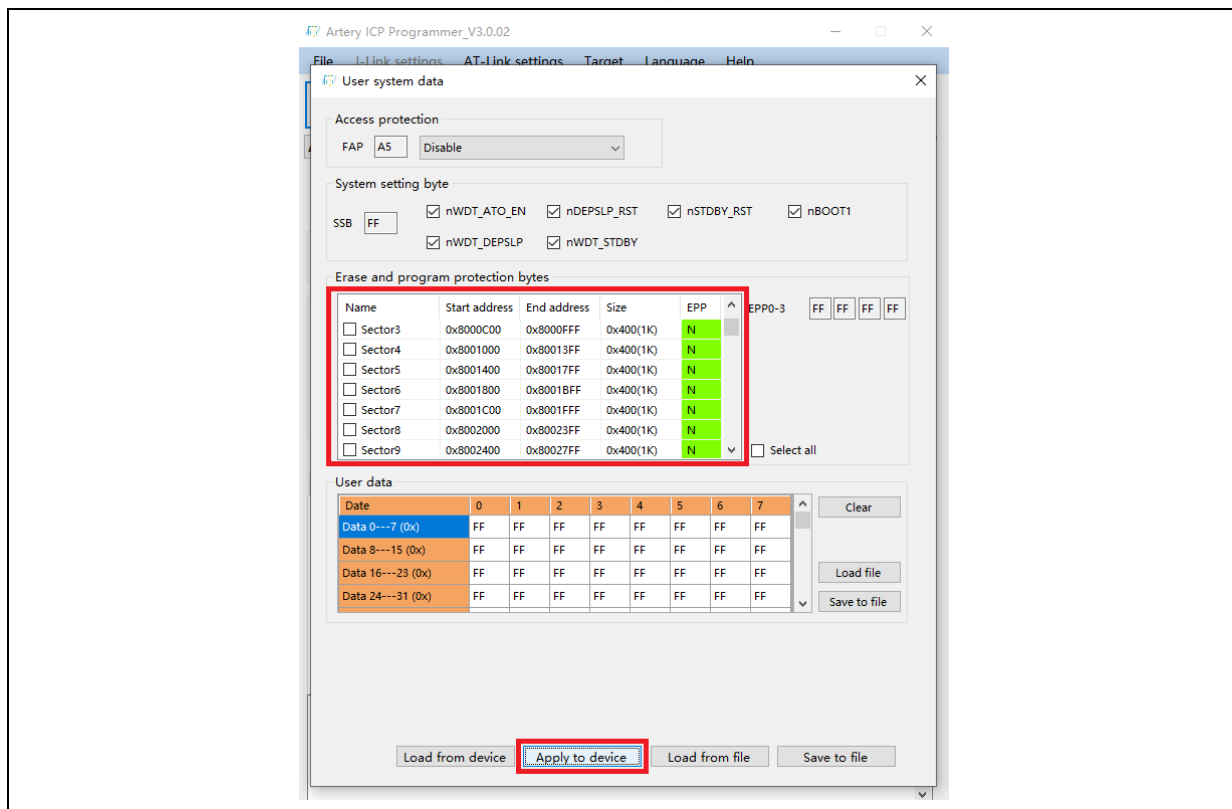 Artery ICP Programmer_V3.0.02
File J-Link settings AT-Link settings Target Language Help
User system data
Access protection
FAP A5 Disable
System setting byte
SSB FF
nWDT_ATO_EN nDEPSLP_RST nSTDBY_RST nBOOT1
nWDT_DEPSLP nWDT_STDBY
Erase and program protection bytes
Name Start address End address Size EPP
EPP0-3 FF FF FF FF
Sector3 0x8000C00 0x8000FFF 0x400(1K) N
Sector4 0x8001000 0x80013FF 0x400(1K) N
Sector5 0x8001400 0x80017FF 0x400(1K) N
Sector6 0x8001800 0x8001BFF 0x400(1K) N
Sector7 0x8001C00 0x8001FFF 0x400(1K) N
Sector8 0x8002000 0x80023FF 0x400(1K) N
Sector9 0x8002400 0x80027FF 0x400(1K) N
Select all
User data
Date 0 1 2 3 4 5 6 7
Clear
Data 0---7 (0x) FF FF FF FF FF FF FF FF
Data 8---15 (0x) FF FF FF FF FF FF FF FF
Data 16---23 (0x) FF FF FF FF FF FF FF FF
Load file
Data 24---31 (0x) FF FF FF FF FF FF FF FF
Save to file
Load from device Apply to device Load from file Save to file